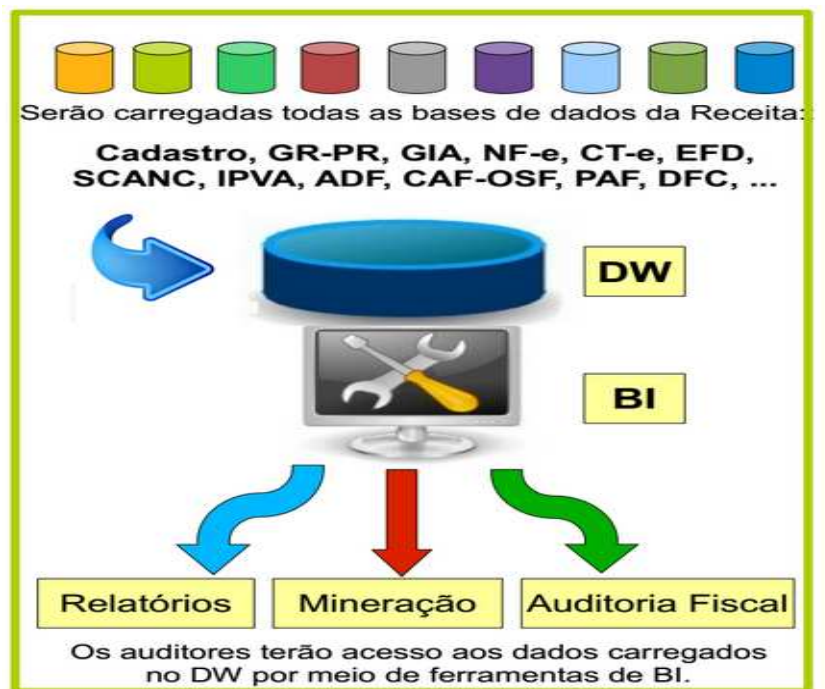 Serão carregadas todas as bases de dados da Receita:
Cadastro, GR-PR, GIA, NF-e, CT-e, EFD,
SCANC, IPVA, ADF, CAF-OSF, PAF, DFC, ...
DW
BI
Relatórios
Mineração
Auditoria Fiscal
Os auditores terão acesso aos dados carregados
no DW por meio de ferramentas de BI.